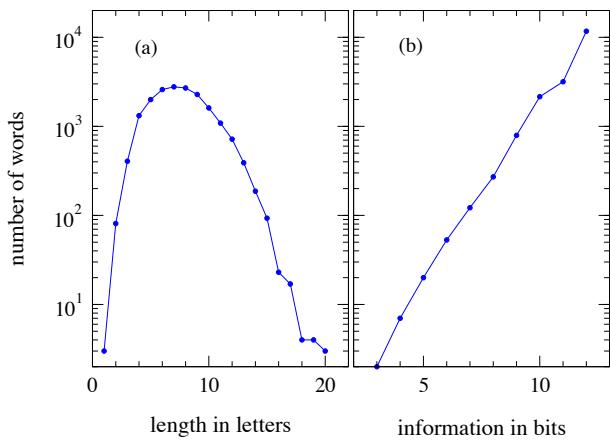 (a)
(b)
number of words
10^4
10^3
10^2
10^1
0
10
20
5
10
length in letters
information in bits